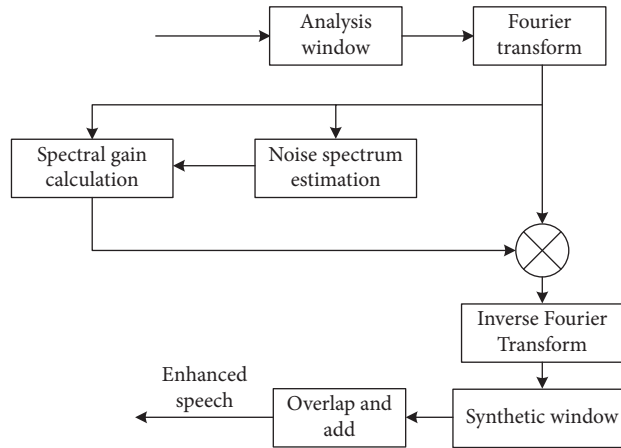 Analysis
window
Fourier
transform
Spectral gain
calculation
Noise spectrum
estimation
Inverse Fourier
Transform
Enhanced
speech
Overlap and
add
Synthetic window